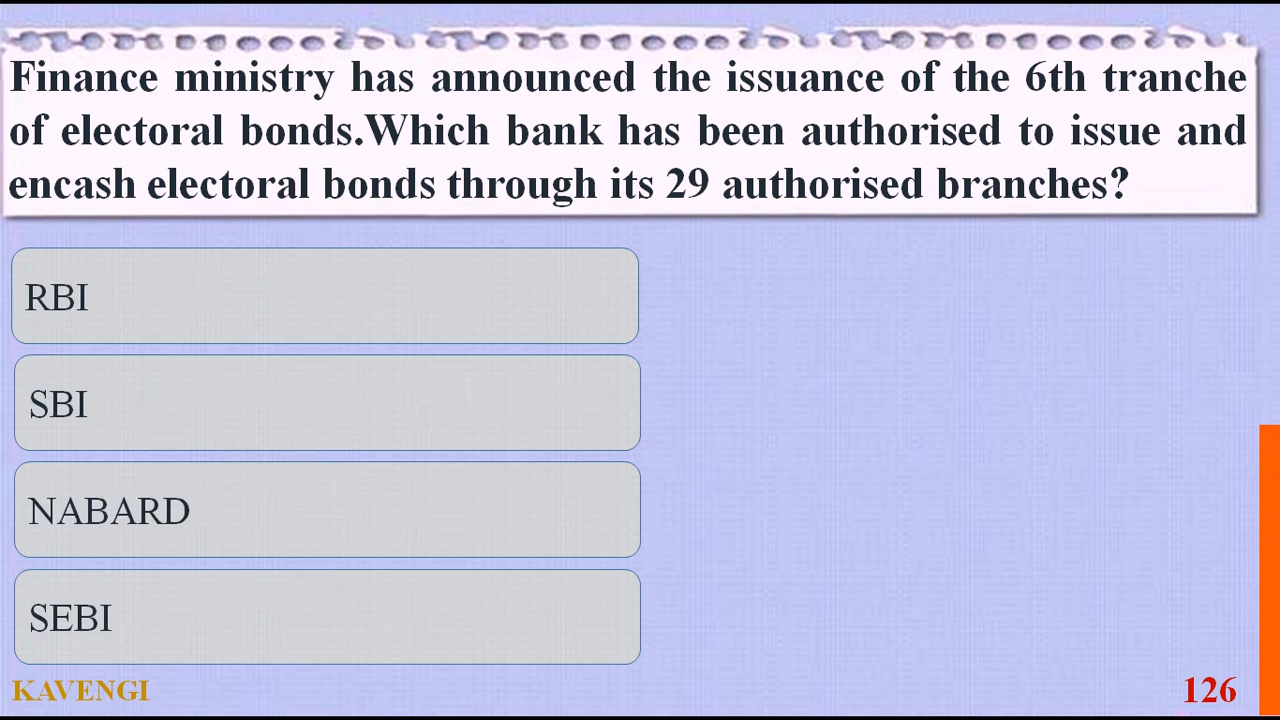 Finance ministry has announced the issuance of the 6th tranche
of electoral bonds.Which bank has been authorised to issue and
encash electoral bonds through its 29 authorised branches?
RBI
SBI
NABARD
SEBI
KAVENGI
126